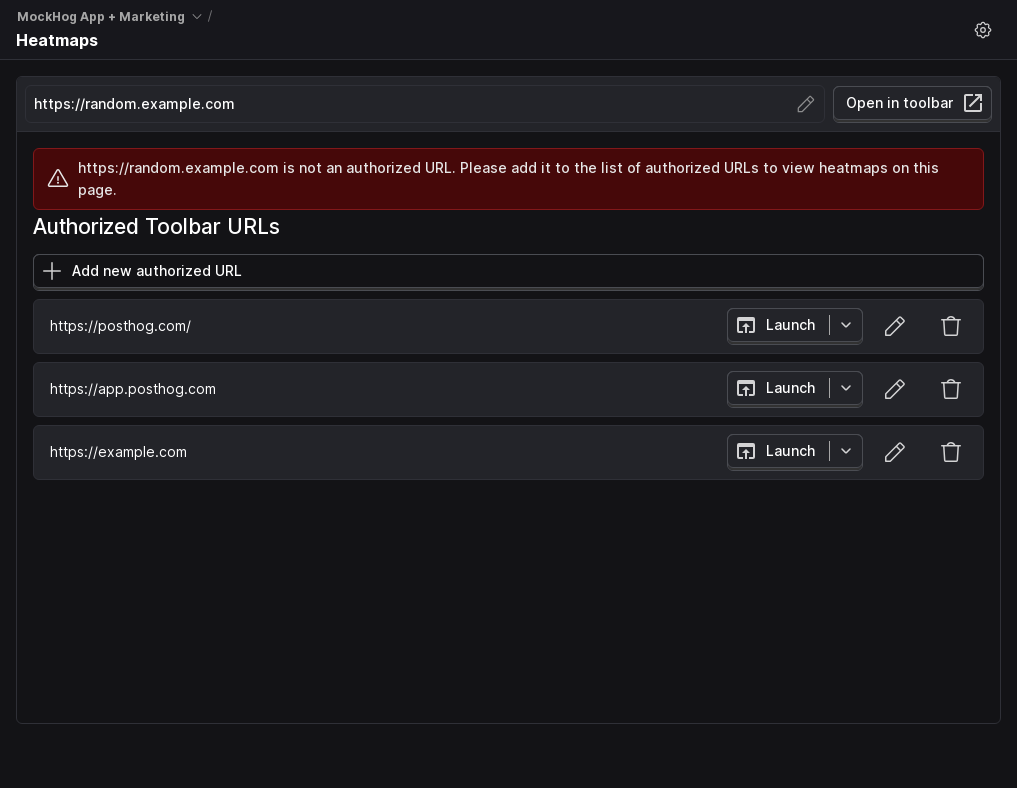 MockHog App + Marketing /
Heatmaps
https://random.example.com
Open in toolbar
https://random.example.com is not an authorized URL. Please add it to the list of authorized URLs to view heatmaps on this
page.
Authorized Toolbar URLs
Add new authorized URL
https://posthog.com/ Launch
https://app.posthog.com Launch
https://example.com Launch